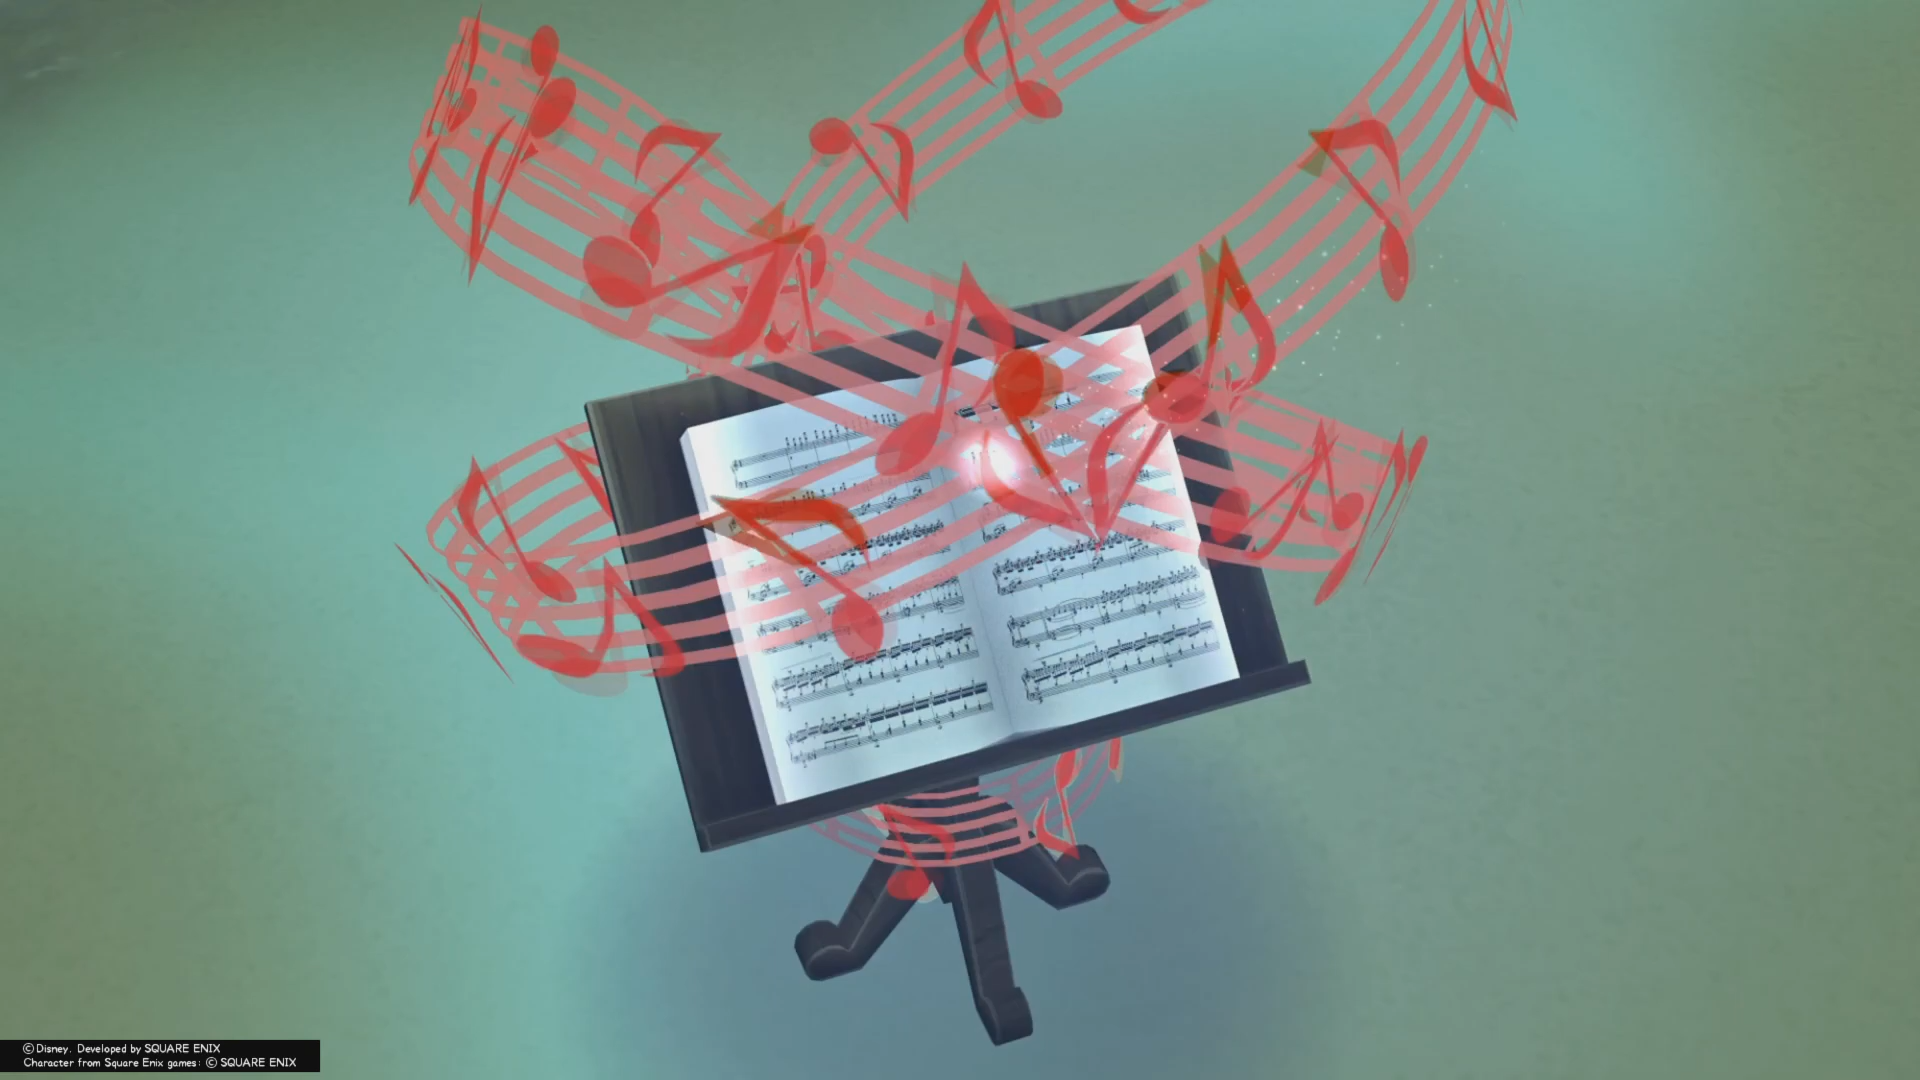 ©Disney. Developed by SQUARE ENIX
Character from Square Enix games: © SQUARE ENIX